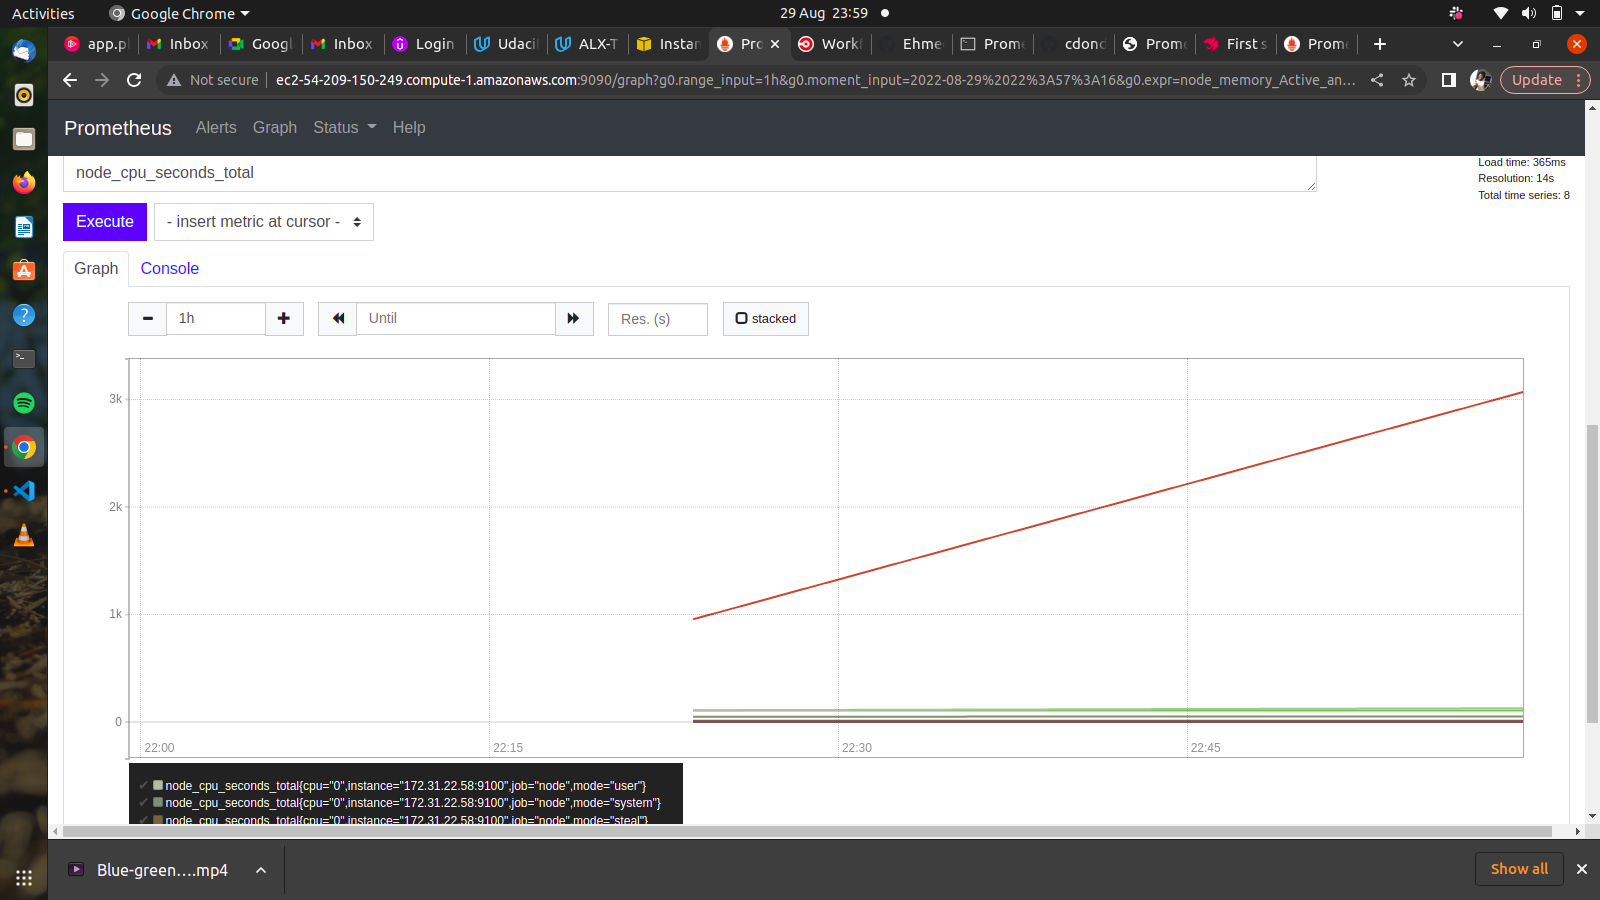 Activities
Google Chrome
29 Aug 23:59
app.p
Inbox
Googl
Inbox
Login
Udaci
ALX-T
Instan
Pro
Workf
Ehme
Prome
cdond
Prome
First s
Prome
Not secure
ec2-54-209-150-249.compute-1.amazonaws.com:9090/graph?g0.range_input=1h&g0.moment_input=2022-08-29%2022%3A57%3A16&g0.expr=node_memory_Active_an…
Update
Prometheus
Alerts
Graph
Status
Help
node_cpu_seconds_total
Load time: 365ms
Resolution: 14s
Total time series: 8
Execute
- insert metric at cursor -
Graph
Console
1h
Until
Res. (s)
stacked
3k
2k
1k
0
22:00
22:15
22:30
22:45
node_cpu_seconds_total{cpu="0",instance="172.31.22.58:9100",job="node",mode="user"}
node_cpu_seconds_total{cpu="0",instance="172.31.22.58:9100",job="node",mode="system"}
node_cpu_seconds_total{cpu="0",instance="172.31.22.58:9100",job="node",mode="steal"}
Blue-green….mp4
Show all